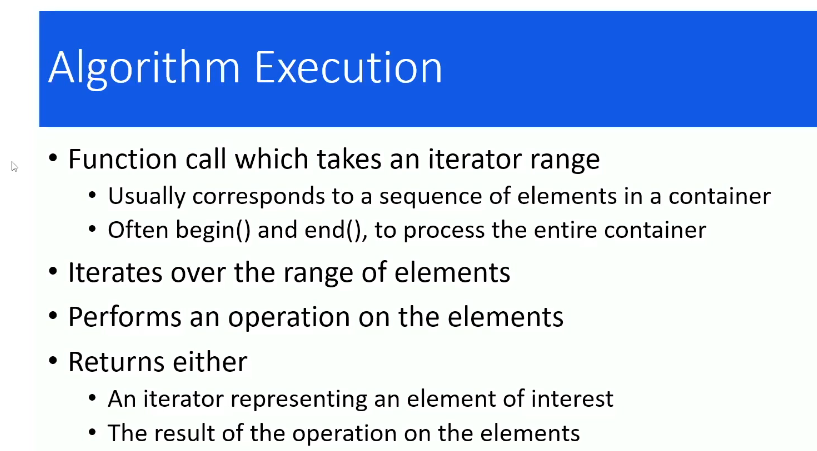 Algorithm Execution
• Function call which takes an iterator range
• Usually corresponds to a sequence of elements in a container
• Often begin() and end(), to process the entire container
• Iterates over the range of elements
• Performs an operation on the elements
• Returns either
• An iterator representing an element of interest
• The result of the operation on the elements